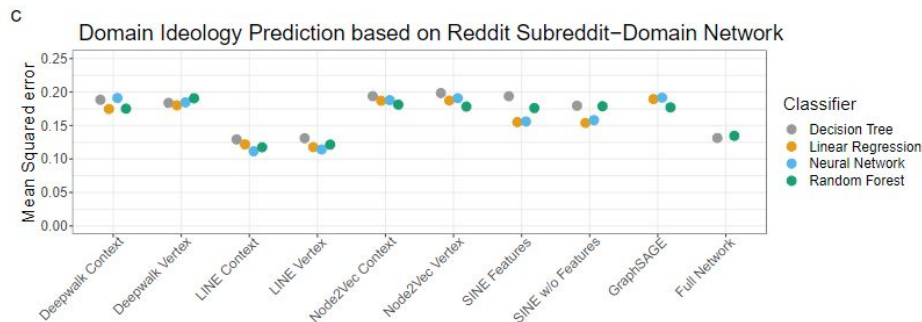 C
Domain Ideology Prediction based on Reddit Subreddit−Domain Network
Mean Squared error
0.25
0.20
0.15
0.10
0.05
0.00
Deepwalk Context
Deepwalk Vertex
LINE Context
LINE Vertex
Node2Vec Context
Node2Vec Vertex
SINE Features
SINE w/o Features
GraphSAGE
Full Network
Classifier
Decision Tree
Linear Regression
Neural Network
Random Forest